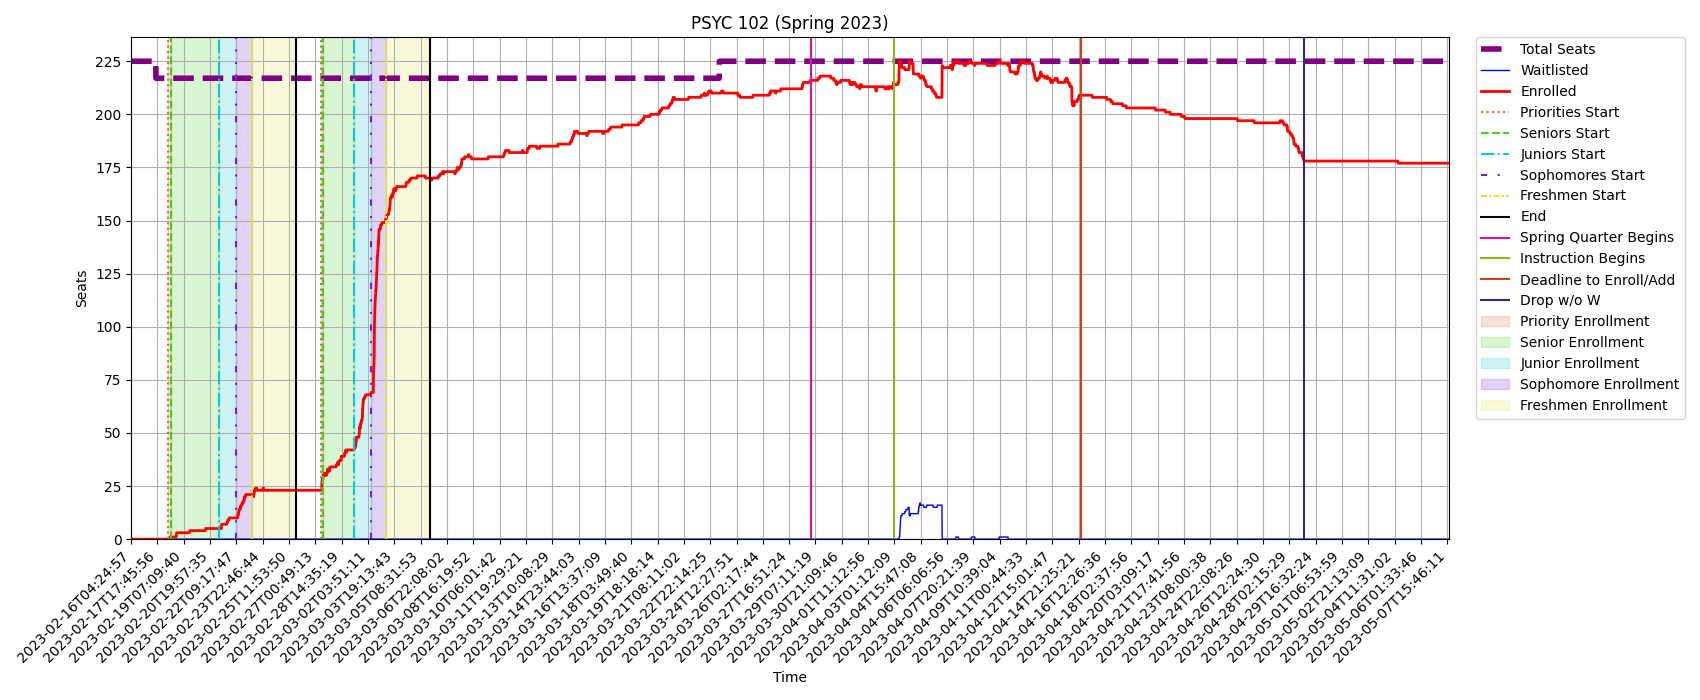 PSYC 102 (Spring 2023)
Seats
225
200
175
150
125
100
75
50
25
0
2023-02-16T04:24:57
2023-02-17T17:45:56
2023-02-19T07:09:40
2023-02-20T19:57:35
2023-02-22T09:17:47
2023-02-23T22:46:44
2023-02-25T11:53:50
2023-02-27T00:49:13
2023-02-28T14:35:19
2023-03-02T03:51:11
2023-03-03T19:13:43
2023-03-05T08:31:53
2023-03-06T22:08:02
2023-03-08T16:19:52
2023-03-10T06:01:42
2023-03-11T19:29:21
2023-03-13T10:08:29
2023-03-14T23:44:03
2023-03-16T13:37:09
2023-03-18T03:49:40
2023-03-19T18:18:14
2023-03-21T08:11:02
2023-03-22T22:14:25
2023-03-24T12:27:51
2023-03-26T02:17:44
2023-03-27T16:51:24
2023-03-29T07:11:19
2023-03-30T21:09:46
2023-04-01T11:12:56
2023-04-03T01:12:09
2023-04-04T15:47:08
2023-04-06T06:06:56
2023-04-07T20:21:39
2023-04-09T10:39:04
2023-04-11T00:44:33
2023-04-12T15:01:47
2023-04-14T21:25:21
2023-04-16T12:26:36
2023-04-18T02:37:56
2023-04-20T03:09:17
2023-04-21T17:41:56
2023-04-23T08:00:38
2023-04-24T22:08:26
2023-04-26T12:24:30
2023-04-28T02:15:29
2023-04-29T16:32:24
2023-05-01T06:53:59
2023-05-02T21:13:09
2023-05-04T11:31:02
2023-05-06T01:33:46
2023-05-07T15:46:11
Time
Total Seats
Waitlisted
Enrolled
Priorities Start
Seniors Start
Juniors Start
Sophomores Start
Freshmen Start
End
Spring Quarter Begins
Instruction Begins
Deadline to Enroll/Add
Drop w/o W
Priority Enrollment
Senior Enrollment
Junior Enrollment
Sophomore Enrollment
Freshmen Enrollment